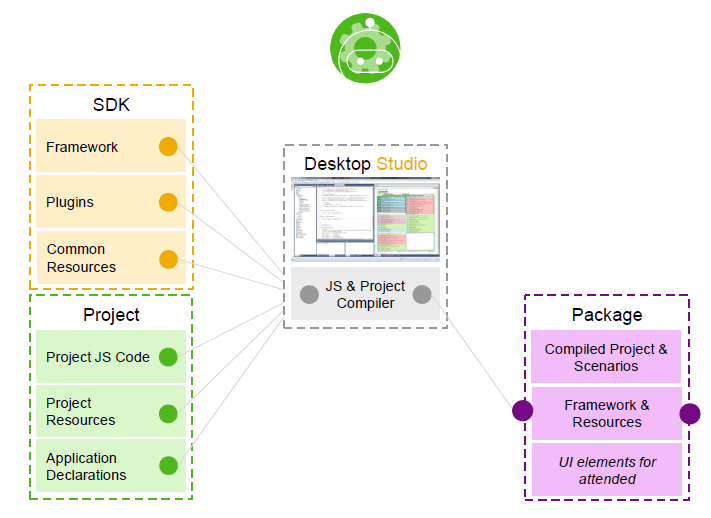 SDK
Framework
Plugins
Common
Resources
Project
Project JS Code
Project
Resources
Application
Declarations
Desktop Studio
JS & Project
Compiler
Package
Compiled Project &
Scenarios
Framework &
Resources
UI elements for
attended